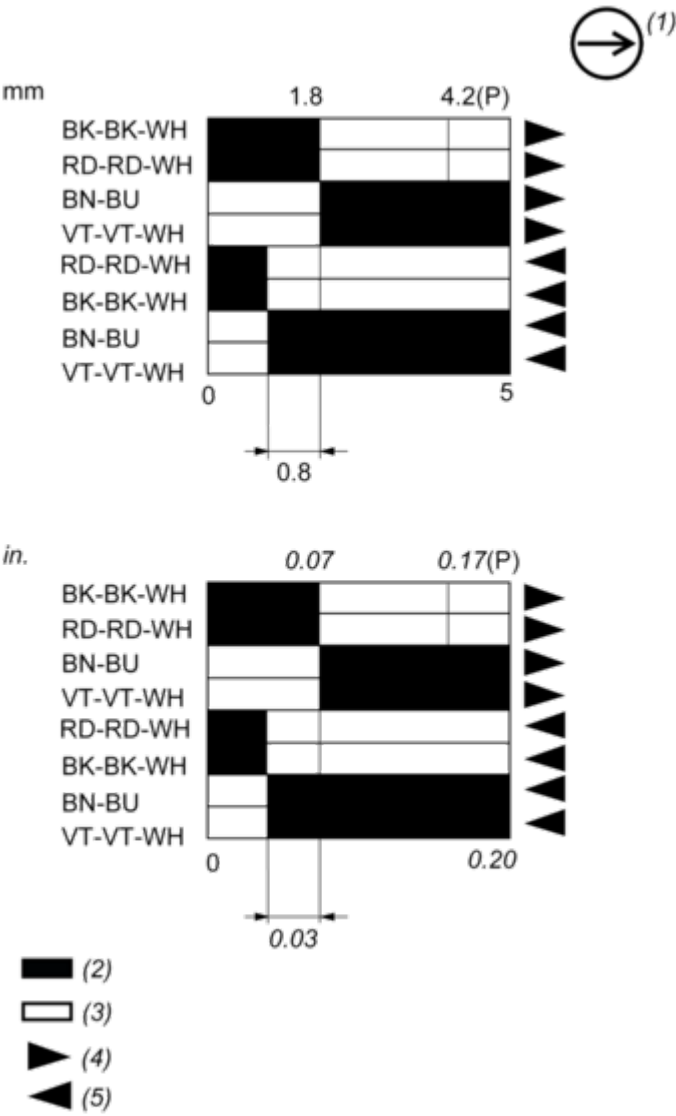 (1)
mm
1.8 4.2(P)
BK-BK-WH
RD-RD-WH
BN-BU
VT-VT-WH
RD-RD-WH
BK-BK-WH
BN-BU
VT-VT-WH
0 5
0.8
in.
0.07 0.17(P)
BK-BK-WH
RD-RD-WH
BN-BU
VT-VT-WH
RD-RD-WH
BK-BK-WH
BN-BU
VT-VT-WH
0 0.20
0.03
(2)
(3)
(4)
(5)